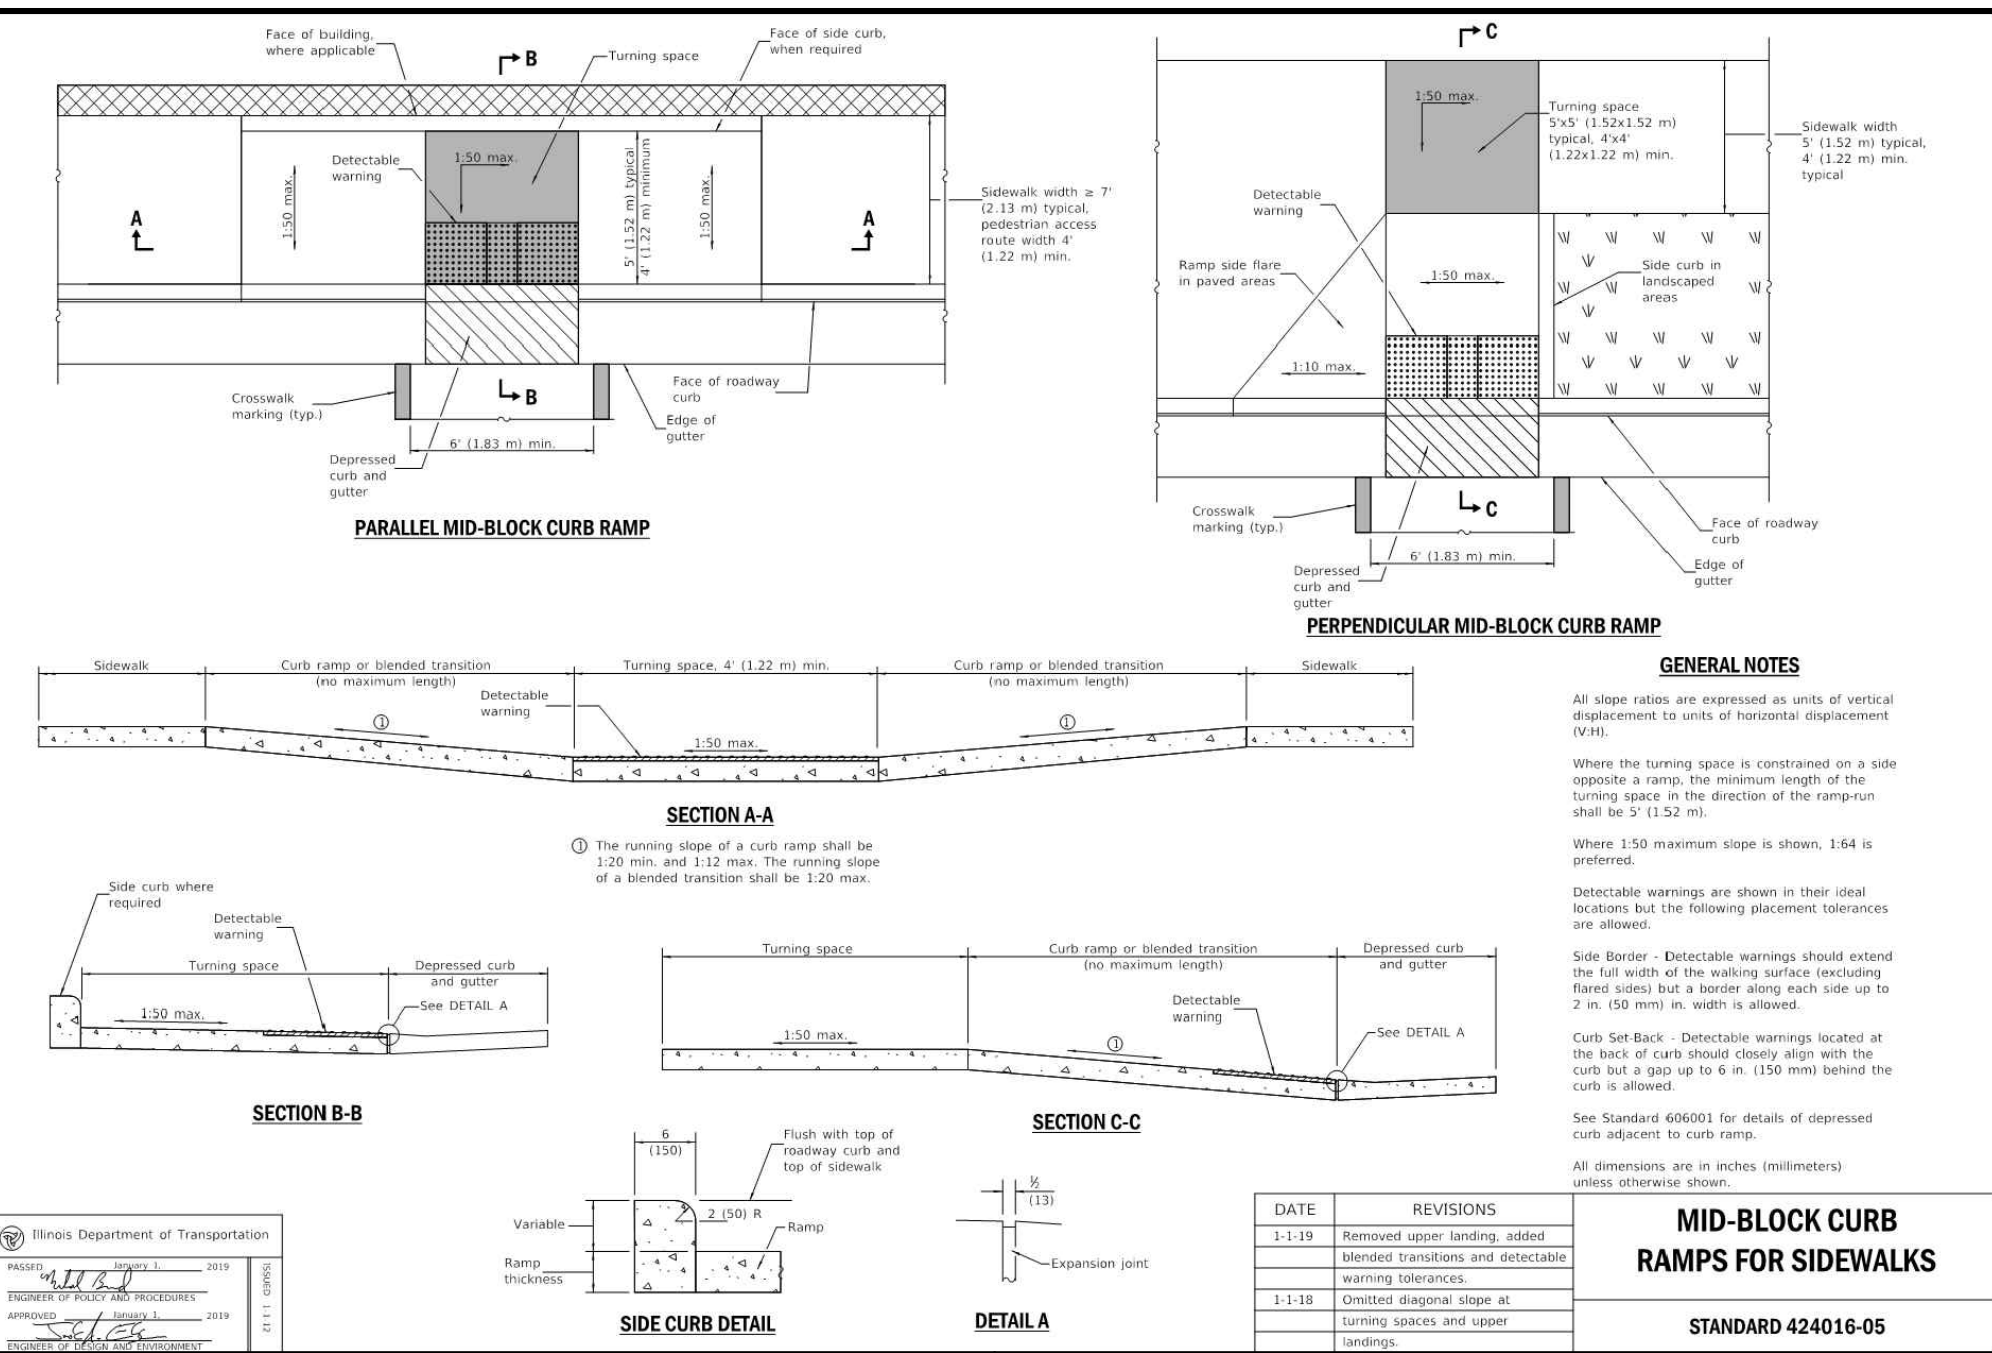 Face of building,
where applicable
B
Turning space
Face of side curb,
when required
Detectable
warning
1:50 max.
1:50 max.
1:50 max.
5' (1.52 m) typical
4' (1.22 m) minimum
A
A
Sidewalk width ≥ 7'
(2.13 m) typical,
pedestrian access
route width 4'
(1.22 m) min.
Crosswalk
marking (typ.)
B
Face of roadway
curb
Edge of
gutter
6' (1.83 m) min.
Depressed
curb and
gutter
PARALLEL MID-BLOCK CURB RAMP
C
1:50 max.
Turning space
5'x5' (1.52x1.52 m)
typical, 4'x4'
(1.22x1.22 m) min.
Sidewalk width
5' (1.52 m) typical,
4' (1.22 m) min.
typical
Detectable
warning
Ramp side flare
in paved areas
1:50 max.
Side curb in
landscaped
areas
1:10 max.
Crosswalk
marking (typ.)
C
Face of roadway
curb
6' (1.83 m) min.
Edge of
gutter
Depressed
curb and
gutter
PERPENDICULAR MID-BLOCK CURB RAMP
Sidewalk
Curb ramp or blended transition
(no maximum length)
Turning space, 4' (1.22 m) min.
Curb ramp or blended transition
(no maximum length)
Sidewalk
Detectable
warning
①
1:50 max.
①
SECTION A-A
① The running slope of a curb ramp shall be
1:20 min. and 1:12 max. The running slope
of a blended transition shall be 1:20 max.
Side curb where
required
Detectable
warning
Turning space
Depressed curb
and gutter
See DETAIL A
1:50 max.
SECTION B-B
Turning space
Curb ramp or blended transition
(no maximum length)
Depressed curb
and gutter
Detectable
warning
1:50 max.
①
See DETAIL A
SECTION C-C
6
(150)
Flush with top of
roadway curb and
top of sidewalk
2 (50) R
Variable
Ramp
Ramp
thickness
SIDE CURB DETAIL
½
(13)
Expansion joint
DETAIL A
GENERAL NOTES
All slope ratios are expressed as units of vertical
displacement to units of horizontal displacement
(V:H).
Where the turning space is constrained on a side
opposite a ramp, the minimum length of the
turning space in the direction of the ramp-run
shall be 5' (1.52 m).
Where 1:50 maximum slope is shown, 1:64 is
preferred.
Detectable warnings are shown in their ideal
locations but the following placement tolerances
are allowed.
Side Border - Detectable warnings should extend
the full width of the walking surface (excluding
flared sides) but a border along each side up to
2 in. (50 mm) in. width is allowed.
Curb Set-Back - Detectable warnings located at
the back of curb should closely align with the
curb but a gap up to 6 in. (150 mm) behind the
curb is allowed.
See Standard 606001 for details of depressed
curb adjacent to curb ramp.
All dimensions are in inches (millimeters)
unless otherwise shown.
Illinois Department of Transportation
PASSED January 1, 2019
ENGINEER OF POLICY AND PROCEDURES
APPROVED January 1, 2019
ENGINEER OF DESIGN AND ENVIRONMENT
ISSUED 1-1-12
DATE REVISIONS
1-1-19 Removed upper landing, added
blended transitions and detectable
warning tolerances.
1-1-18 Omitted diagonal slope at
turning spaces and upper
landings.
MID-BLOCK CURB
RAMPS FOR SIDEWALKS
STANDARD 424016-05